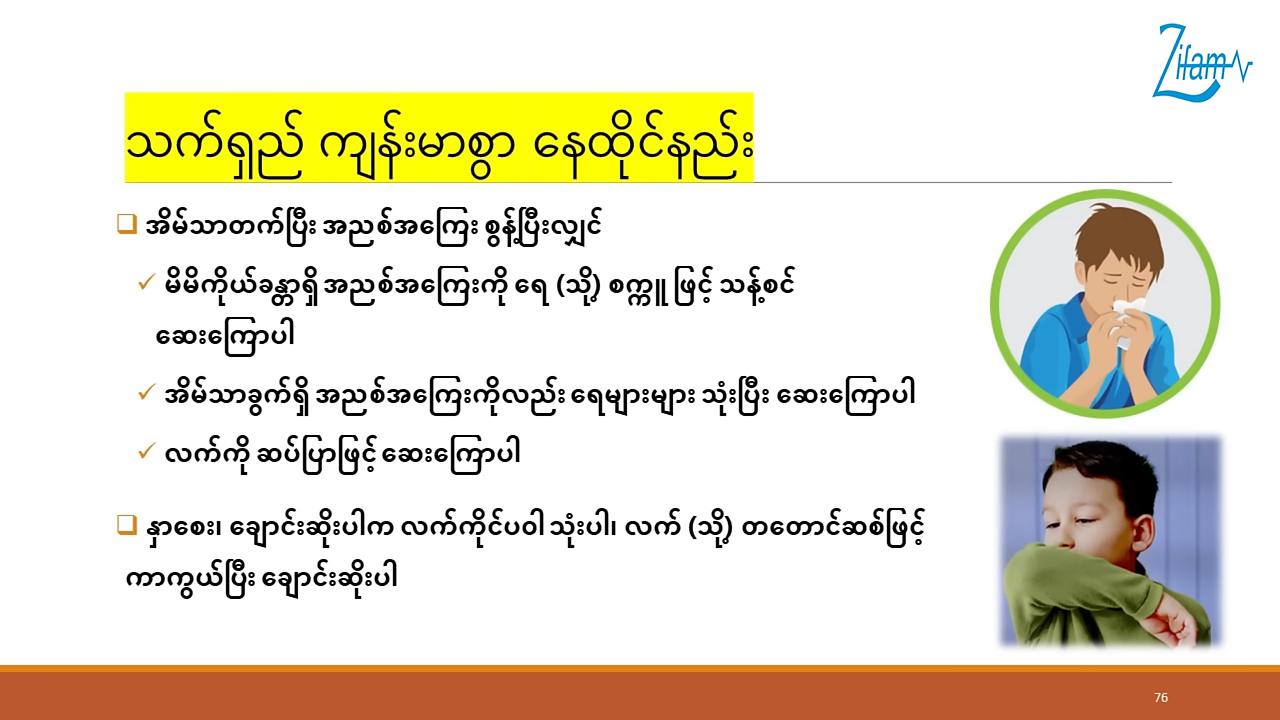 Zifam
သက်ရှည် ကျန်းမာစွာ နေထိုင်နည်း
❑ အိမ်သာတက်ပြီး အညစ်အကြေး စွန့်ပြီးလျှင်
✓ မိမိကိုယ်ခန္တာရှိ အညစ်အကြေးကို ရေ (သို့) စက္ကူ ဖြင့် သန့်စင်
ဆေးကြောပါ
✓ အိမ်သာခွက်ရှိ အညစ်အကြေးကိုလည်း ရေများများ သုံးပြီး ဆေးကြောပါ
✓ လက်ကို ဆပ်ပြာဖြင့် ဆေးကြောပါ
❑ နှာစေး၊ ချောင်းဆိုးပါက လက်ကိုင်ပဝါ သုံးပါ၊ လက် (သို့) တတောင်ဆစ်ဖြင့်
ကာကွယ်ပြီး ချောင်းဆိုးပါ
76